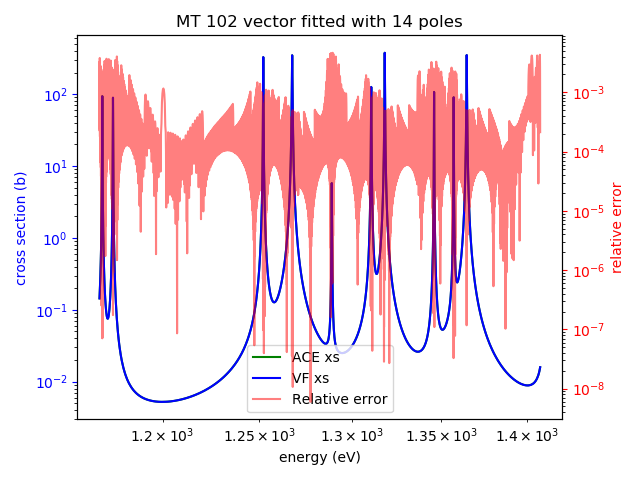 MT 102 vector fitted with 14 poles
cross section (b)
10²
10¹
10⁰
10⁻¹
10⁻²
10⁻³
10⁻⁴
10⁻⁵
10⁻⁶
10⁻⁷
10⁻⁸
relative error
ACE xs
VF xs
Relative error
1.2 × 10³ 1.25 × 10³ 1.3 × 10³ 1.35 × 10³ 1.4 × 10³
energy (eV)